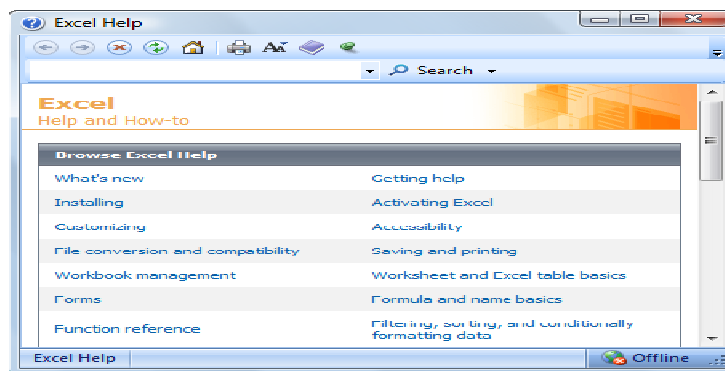 Excel Help
Search
Excel
Help and How-to
Browse Excel Help
What's new Getting help
Installing Activating Excel
Customizing Accessibility
File conversion and compatibility Saving and printing
Workbook management Worksheet and Excel table basics
Forms Formula and name basics
Function reference Filtering, sorting, and conditionally
formatting data
Excel Help Offline